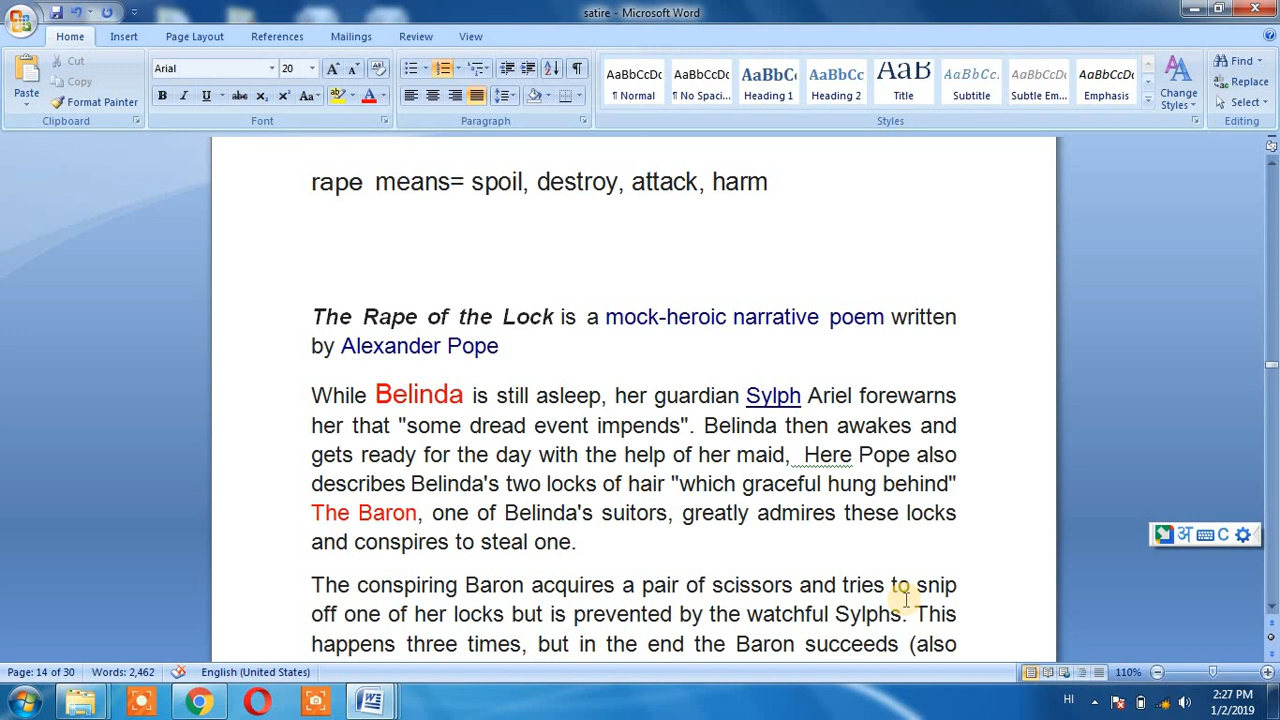 satire - Microsoft Word
Home Insert Page Layout References Mailings Review View
Paste
Cut
Copy
Format Painter
Clipboard
Arial 20
B I U abc x₂ x² Aa
Font
Paragraph
AaBbCcDc AaBbCcDc AaBbC AaBbCc AaB AaBbCc. AaBbCcDc AaBbCcDc
¶ Normal ¶ No Spaci... Heading 1 Heading 2 Title Subtitle Subtle Em... Emphasis
Change
Styles
Styles
Find
Replace
Select
Editing
rape means= spoil, destroy, attack, harm
The Rape of the Lock is a mock-heroic narrative poem written
by Alexander Pope
While Belinda is still asleep, her guardian Sylph Ariel forewarns
her that "some dread event impends". Belinda then awakes and
gets ready for the day with the help of her maid, Here Pope also
describes Belinda's two locks of hair "which graceful hung behind"
The Baron, one of Belinda's suitors, greatly admires these locks
and conspires to steal one.
The conspiring Baron acquires a pair of scissors and tries to snip
off one of her locks but is prevented by the watchful Sylphs. This
happens three times, but in the end the Baron succeeds (also
अ C
Page: 14 of 30 Words: 2,462 English (United States) 110%
HI 2:27 PM
1/2/2019